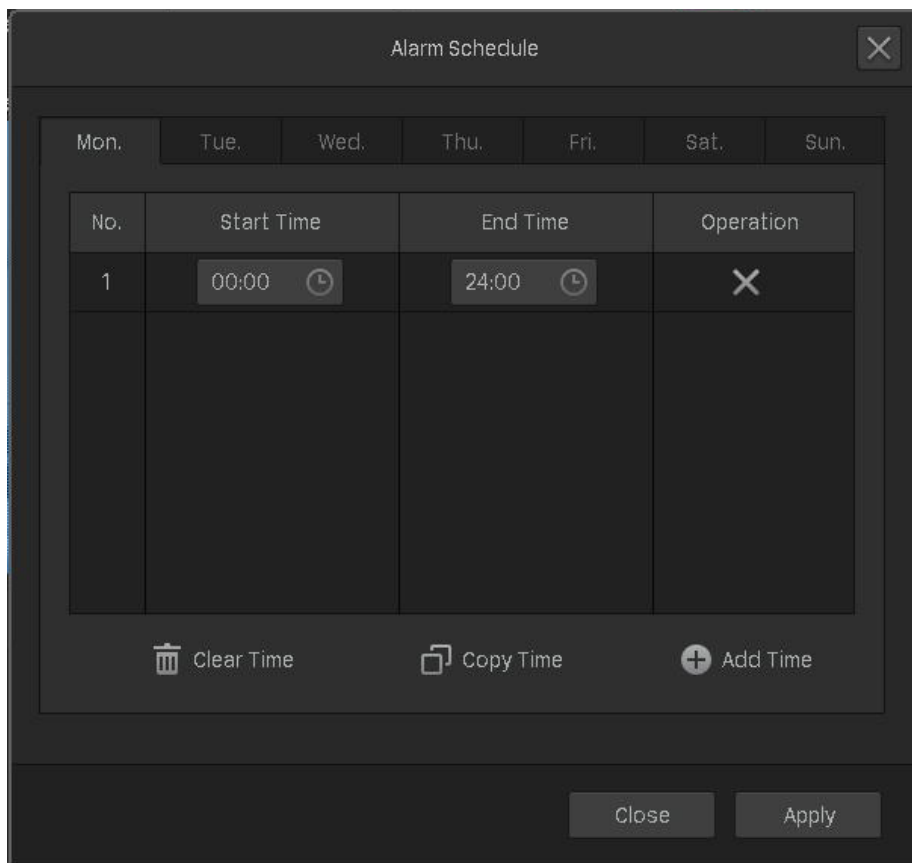 Alarm Schedule
Mon. Tue. Wed. Thu. Fri. Sat. Sun.
No. Start Time End Time Operation
1 00:00 24:00
Clear Time Copy Time Add Time
Close Apply